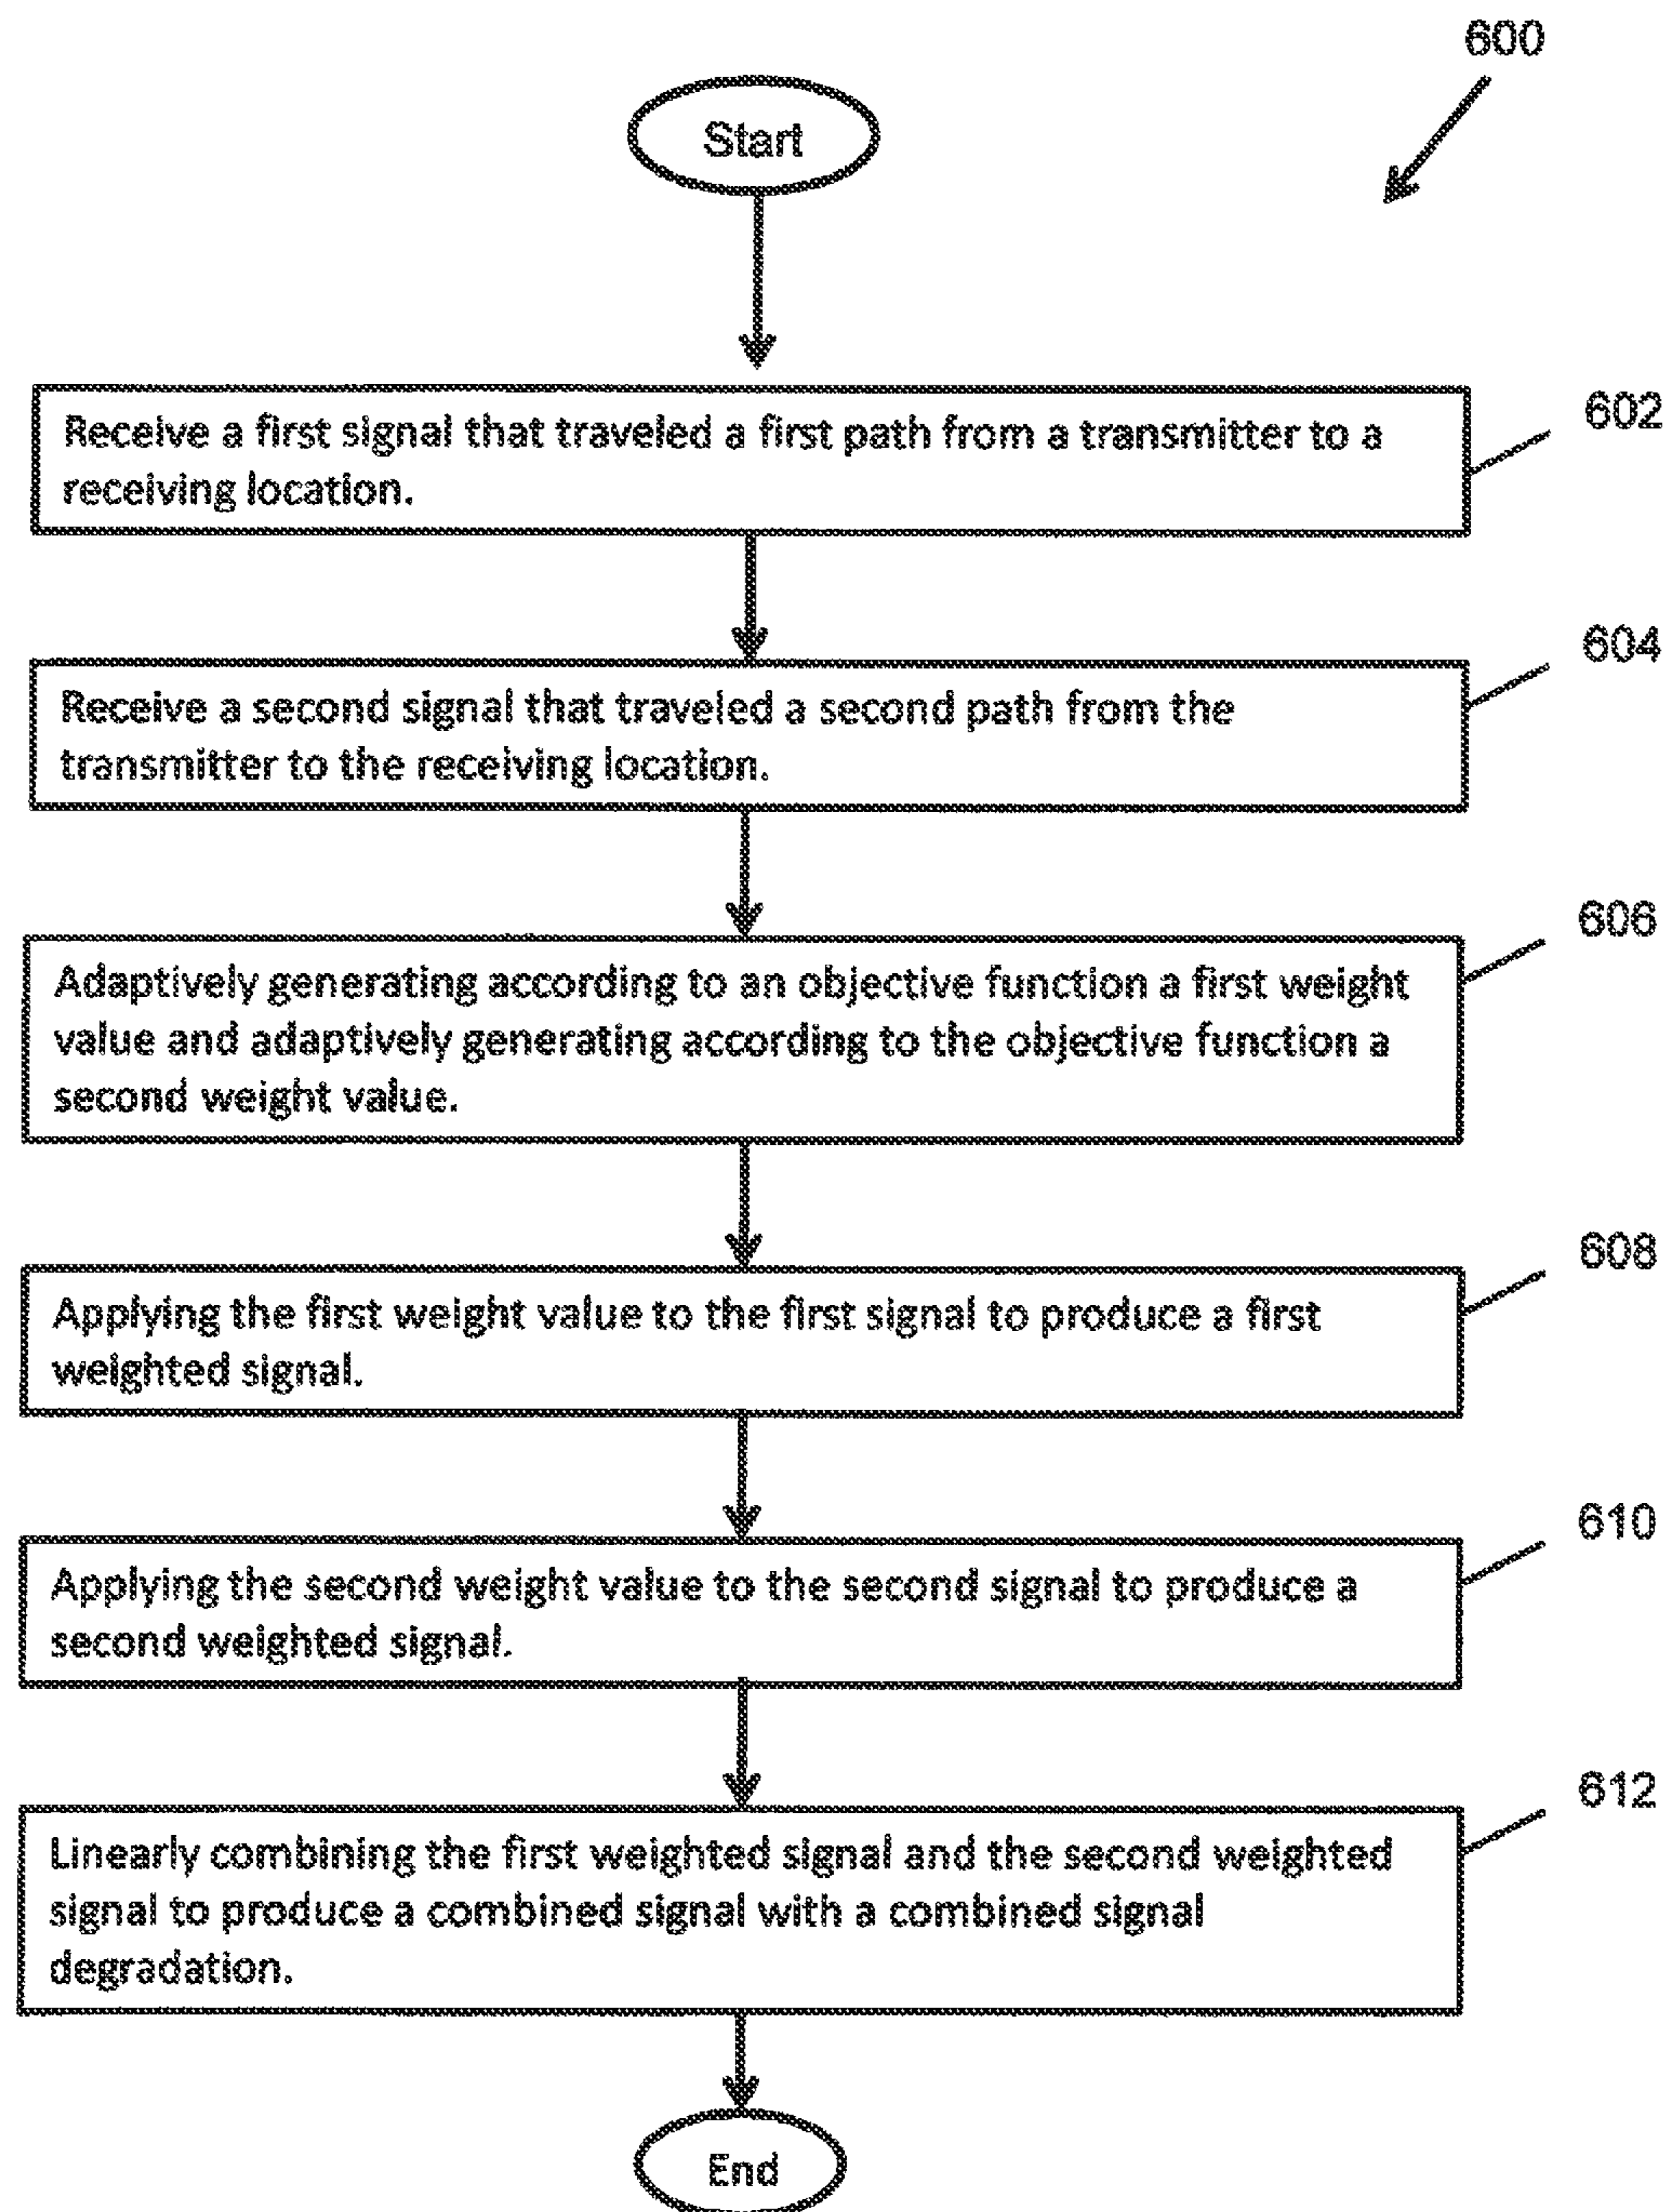 600
Start
602
Receive a first signal that traveled a first path from a transmitter to a
receiving location.
604
Receive a second signal that traveled a second path from the
transmitter to the receiving location.
606
Adaptively generating according to an objective function a first weight
value and adaptively generating according to the objective function a
second weight value.
608
Applying the first weight value to the first signal to produce a first
weighted signal.
610
Applying the second weight value to the second signal to produce a
second weighted signal.
612
Linearly combining the first weighted signal and the second weighted
signal to produce a combined signal with a combined signal
degradation.
End